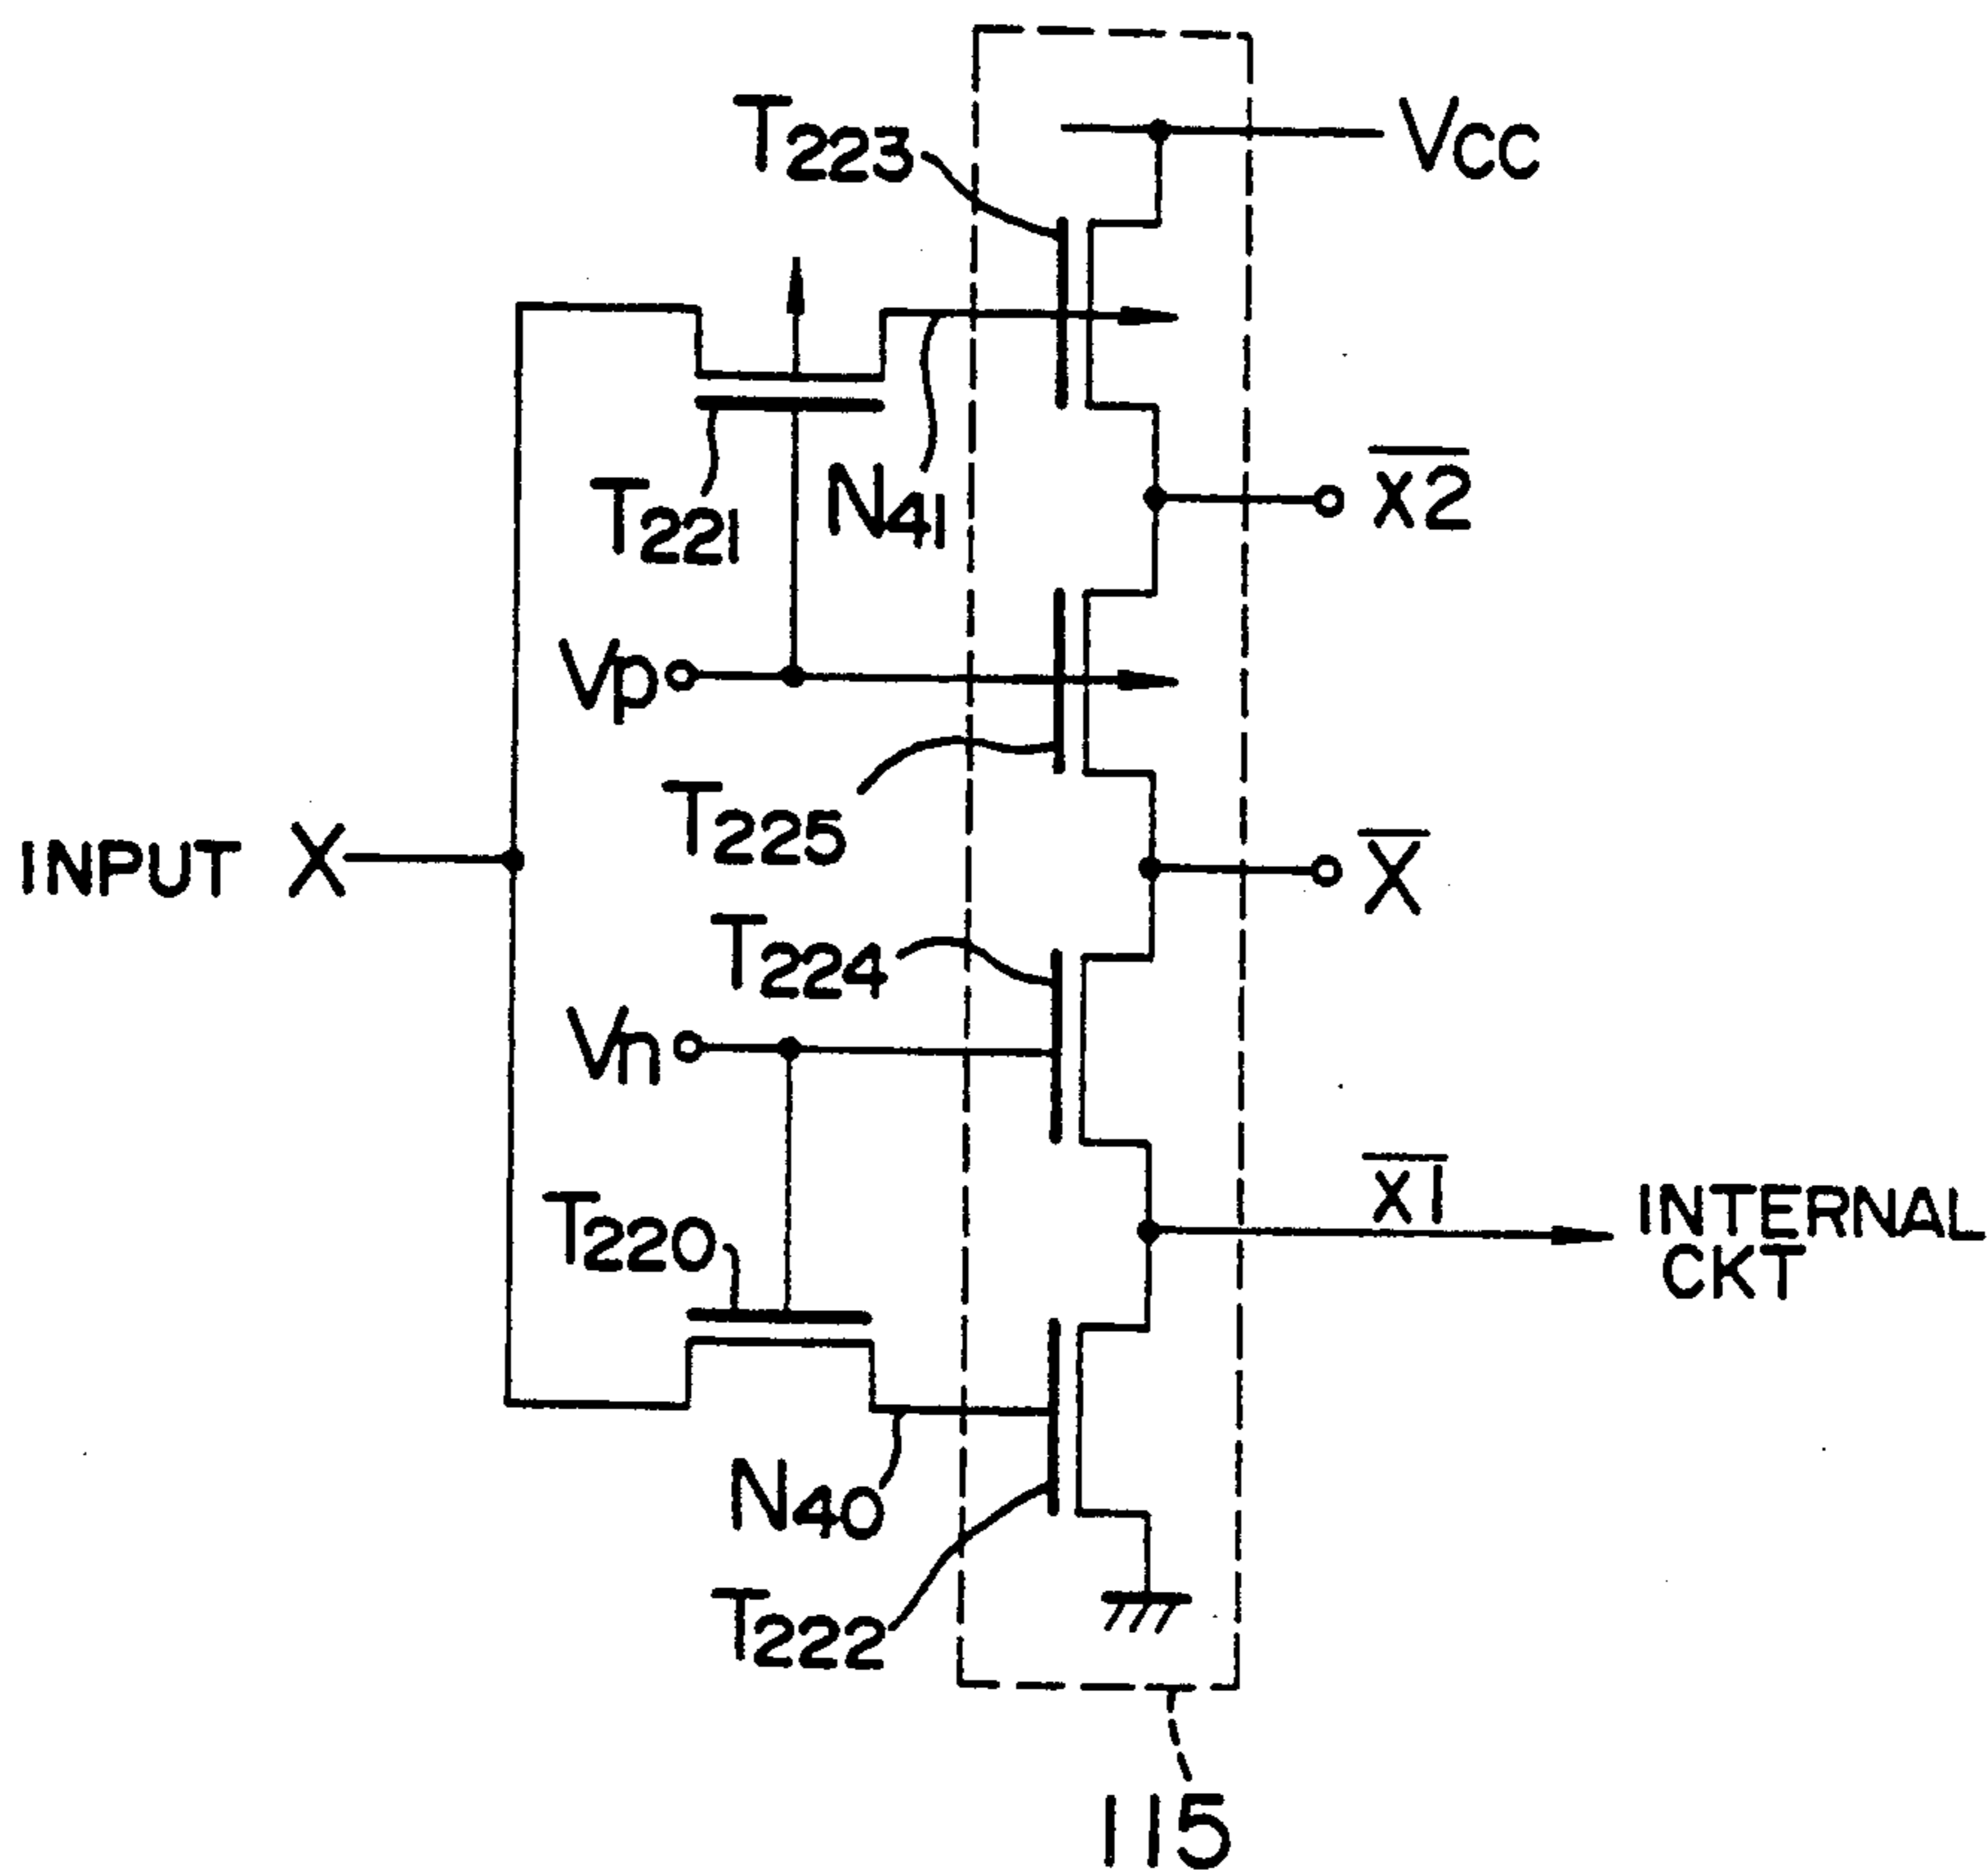 T223
VCC
T221
N41
X2
Vp
T225
INPUT X
X
T224
Vn
X1
INTERNAL
CKT
T220
N40
T222
115